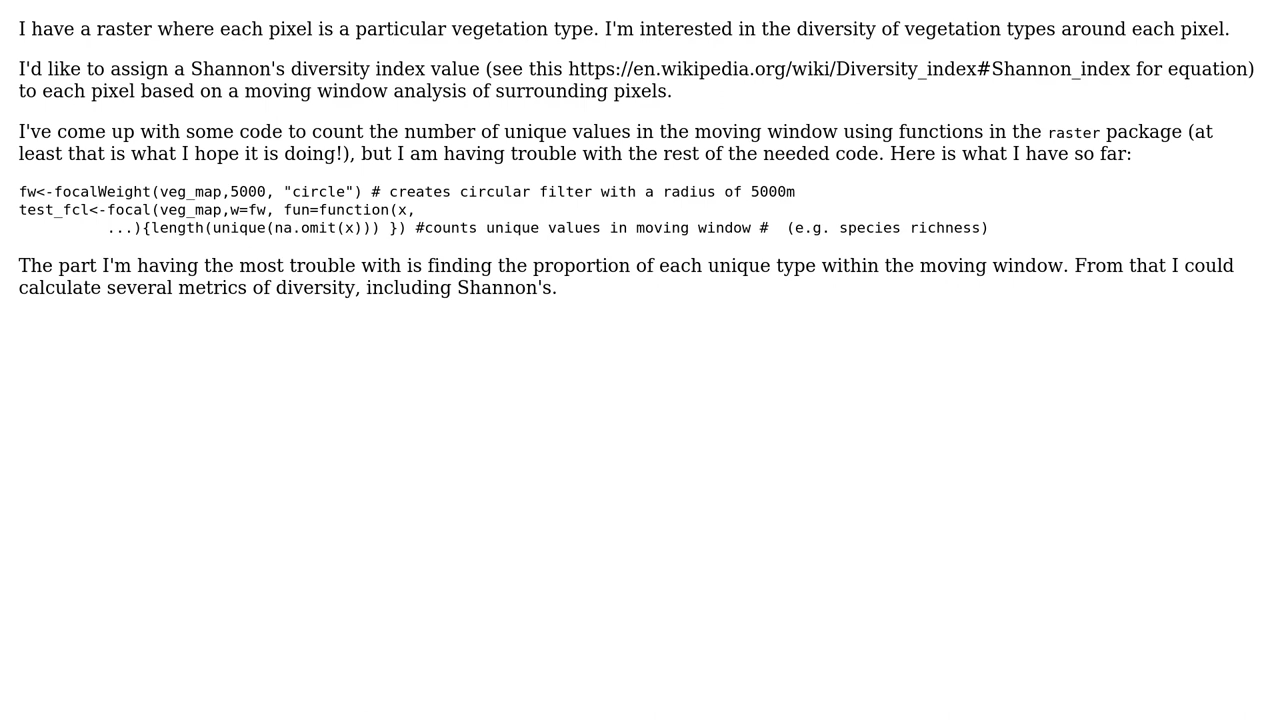 I have a raster where each pixel is a particular vegetation type. I'm interested in the diversity of vegetation types around each pixel.
I'd like to assign a Shannon's diversity index value (see this https://en.wikipedia.org/wiki/Diversity_index#Shannon_index for equation)
to each pixel based on a moving window analysis of surrounding pixels.
I've come up with some code to count the number of unique values in the moving window using functions in the raster package (at
least that is what I hope it is doing!), but I am having trouble with the rest of the needed code. Here is what I have so far:
fw<-focalWeight(veg_map,5000, "circle") # creates circular filter with a radius of 5000m
test_fcl<-focal(veg_map,w=fw, fun=function(x,
          ...){length(unique(na.omit(x))) }) #counts unique values in moving window #  (e.g. species richness)
The part I'm having the most trouble with is finding the proportion of each unique type within the moving window. From that I could
calculate several metrics of diversity, including Shannon's.